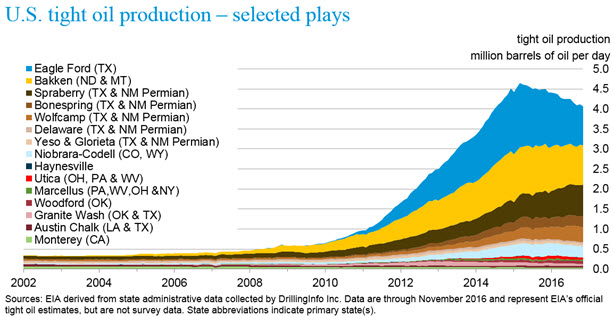 U.S. tight oil production – selected plays
tight oil production
million barrels of oil per day
Eagle Ford (TX)
Bakken (ND & MT)
Spraberry (TX & NM Permian)
Bonespring (TX & NM Permian)
Wolfcamp (TX & NM Permian)
Delaware (TX & NM Permian)
Yeso & Glorieta (TX & NM Permian)
Niobrara-Codell (CO, WY)
Haynesville
Utica (OH, PA & WV)
Marcellus (PA,WV,OH &NY)
Woodford (OK)
Granite Wash (OK & TX)
Austin Chalk (LA & TX)
Monterey (CA)
5.0
4.5
4.0
3.5
3.0
2.5
2.0
1.5
1.0
0.5
0.0
2002 2004 2006 2008 2010 2012 2014 2016
Sources: EIA derived from state administrative data collected by DrillingInfo Inc. Data are through November 2016 and represent EIA's official
tight oil estimates, but are not survey data. State abbreviations indicate primary state(s).